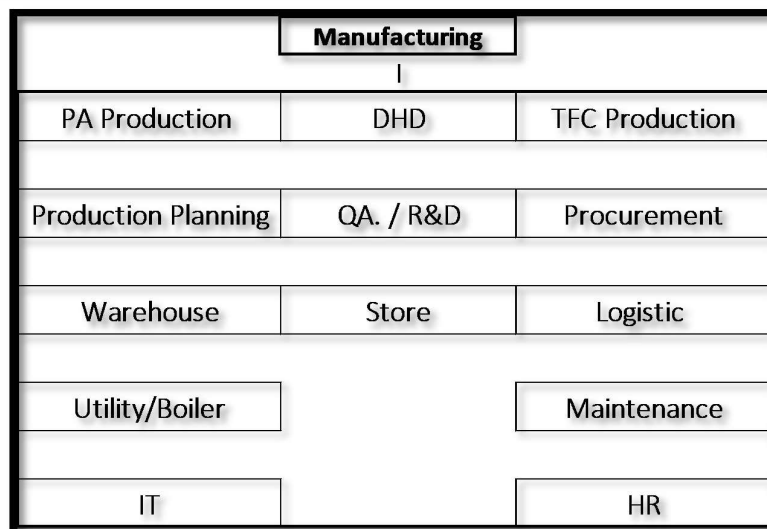 Manufacturing
PA Production DHD TFC Production
Production Planning QA. / R&D Procurement
Warehouse Store Logistic
Utility/Boiler Maintenance
IT HR